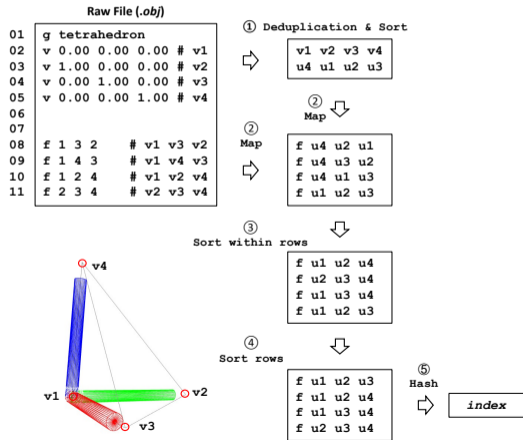 Raw File (.obj)
01 g tetrahedron
02 v 0.00 0.00 0.00 # v1
03 v 1.00 0.00 0.00 # v2
04 v 0.00 1.00 0.00 # v3
05 v 0.00 0.00 1.00 # v4
06
07
08 f 1 3 2 # v1 v3 v2
09 f 1 4 3 # v1 v4 v3
10 f 1 2 4 # v1 v2 v4
11 f 2 3 4 # v2 v3 v4
① Deduplication & Sort
v1 v2 v3 v4
u4 u1 u2 u3
②
Map
②
Map
f u4 u2 u1
f u4 u3 u2
f u4 u1 u3
f u1 u2 u3
③
Sort within rows
f u1 u2 u4
f u2 u3 u4
f u1 u3 u4
f u1 u2 u3
④
Sort rows
f u1 u2 u3
f u1 u2 u4
f u1 u3 u4
f u2 u3 u4
⑤
Hash
index
v4
v1
v2
v3